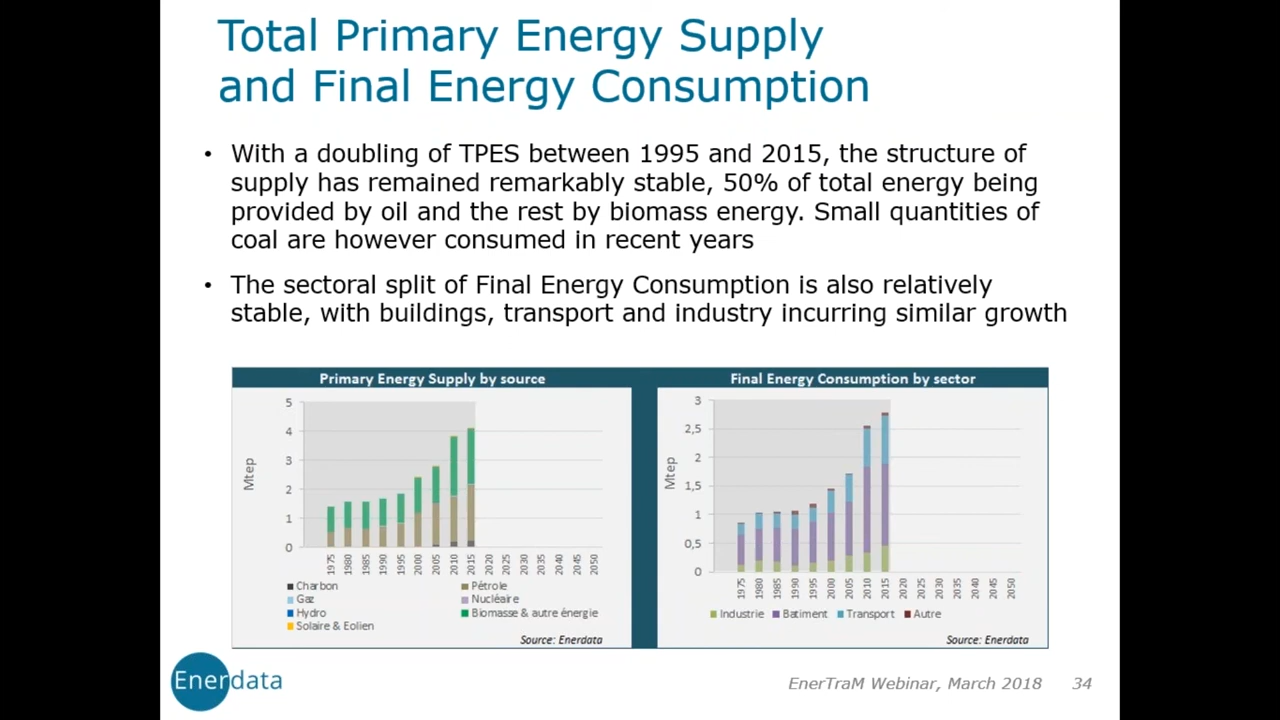 Total Primary Energy Supply
and Final Energy Consumption
• With a doubling of TPES between 1995 and 2015, the structure of
supply has remained remarkably stable, 50% of total energy being
provided by oil and the rest by biomass energy. Small quantities of
coal are however consumed in recent years
• The sectoral split of Final Energy Consumption is also relatively
stable, with buildings, transport and industry incurring similar growth
Primary Energy Supply by source
Mtep
5
4
3
2
1
0
1975 1980 1985 1990 1995 2000 2005 2010 2015 2020 2025 2030 2035 2040 2045 2050
Charbon Pétrole
Gaz Nucléaire
Hydro Biomasse & autre énergie
Solaire & Eolien
Source: Enerdata
Final Energy Consumption by sector
Mtep
3
2,5
2
1,5
1
0,5
0
1975 1980 1985 1990 1995 2000 2005 2010 2015 2020 2025 2030 2035 2040 2045 2050
Industrie Batiment Transport Autre
Source: Enerdata
Enerdata
EnerTraM Webinar, March 2018 34